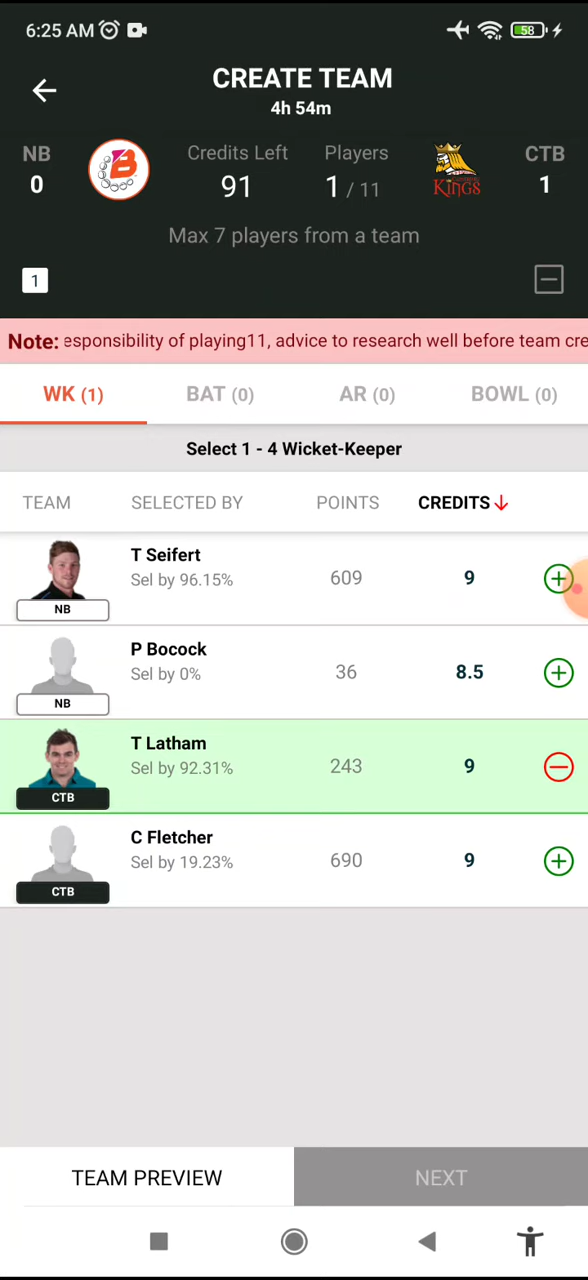 6:25 AM
58
CREATE TEAM
4h 54m
NB
Credits Left
Players
CTB
0
91
1 / 11
KINGS
1
Max 7 players from a team
1
Note: esponsibility of playing11, advice to research well before team cre
WK (1)
BAT (0)
AR (0)
BOWL (0)
Select 1 - 4 Wicket-Keeper
TEAM
SELECTED BY
POINTS
CREDITS
T Seifert
Sel by 96.15%
609
9
NB
P Bocock
Sel by 0%
36
8.5
NB
T Latham
Sel by 92.31%
243
9
CTB
C Fletcher
Sel by 19.23%
690
9
CTB
TEAM PREVIEW
NEXT